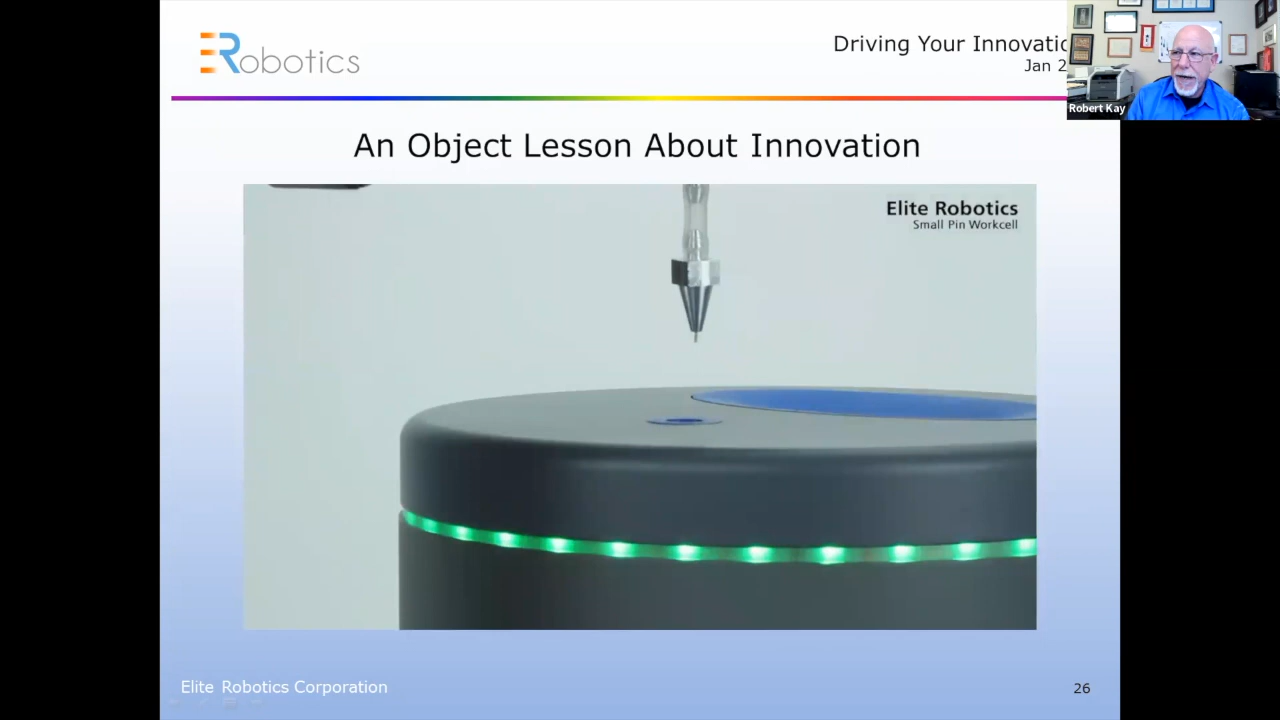 ERobotics
Driving Your Innovatio
Jan 2
Robert Kay
An Object Lesson About Innovation
Elite Robotics
Small Pin Workcell
Elite Robotics Corporation
26